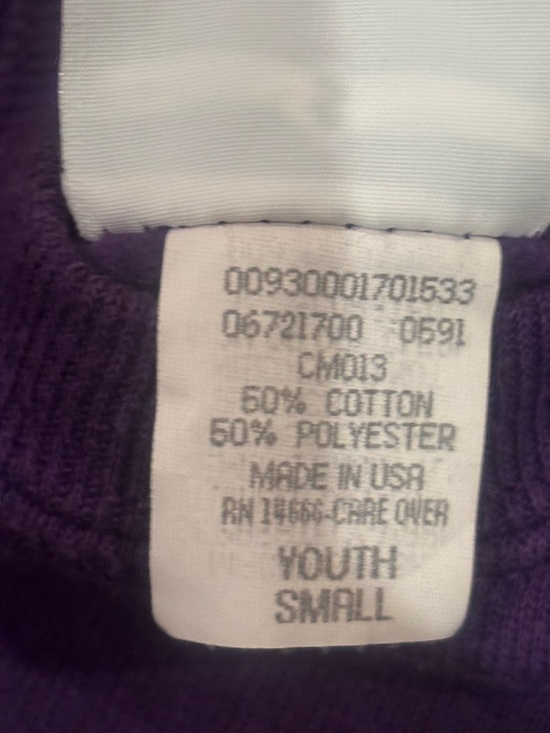 00930001701533
06721700 0591
CM013
50% COTTON
50% POLYESTER
MADE IN USA
RN 14666-CARE OVER
YOUTH
SMALL